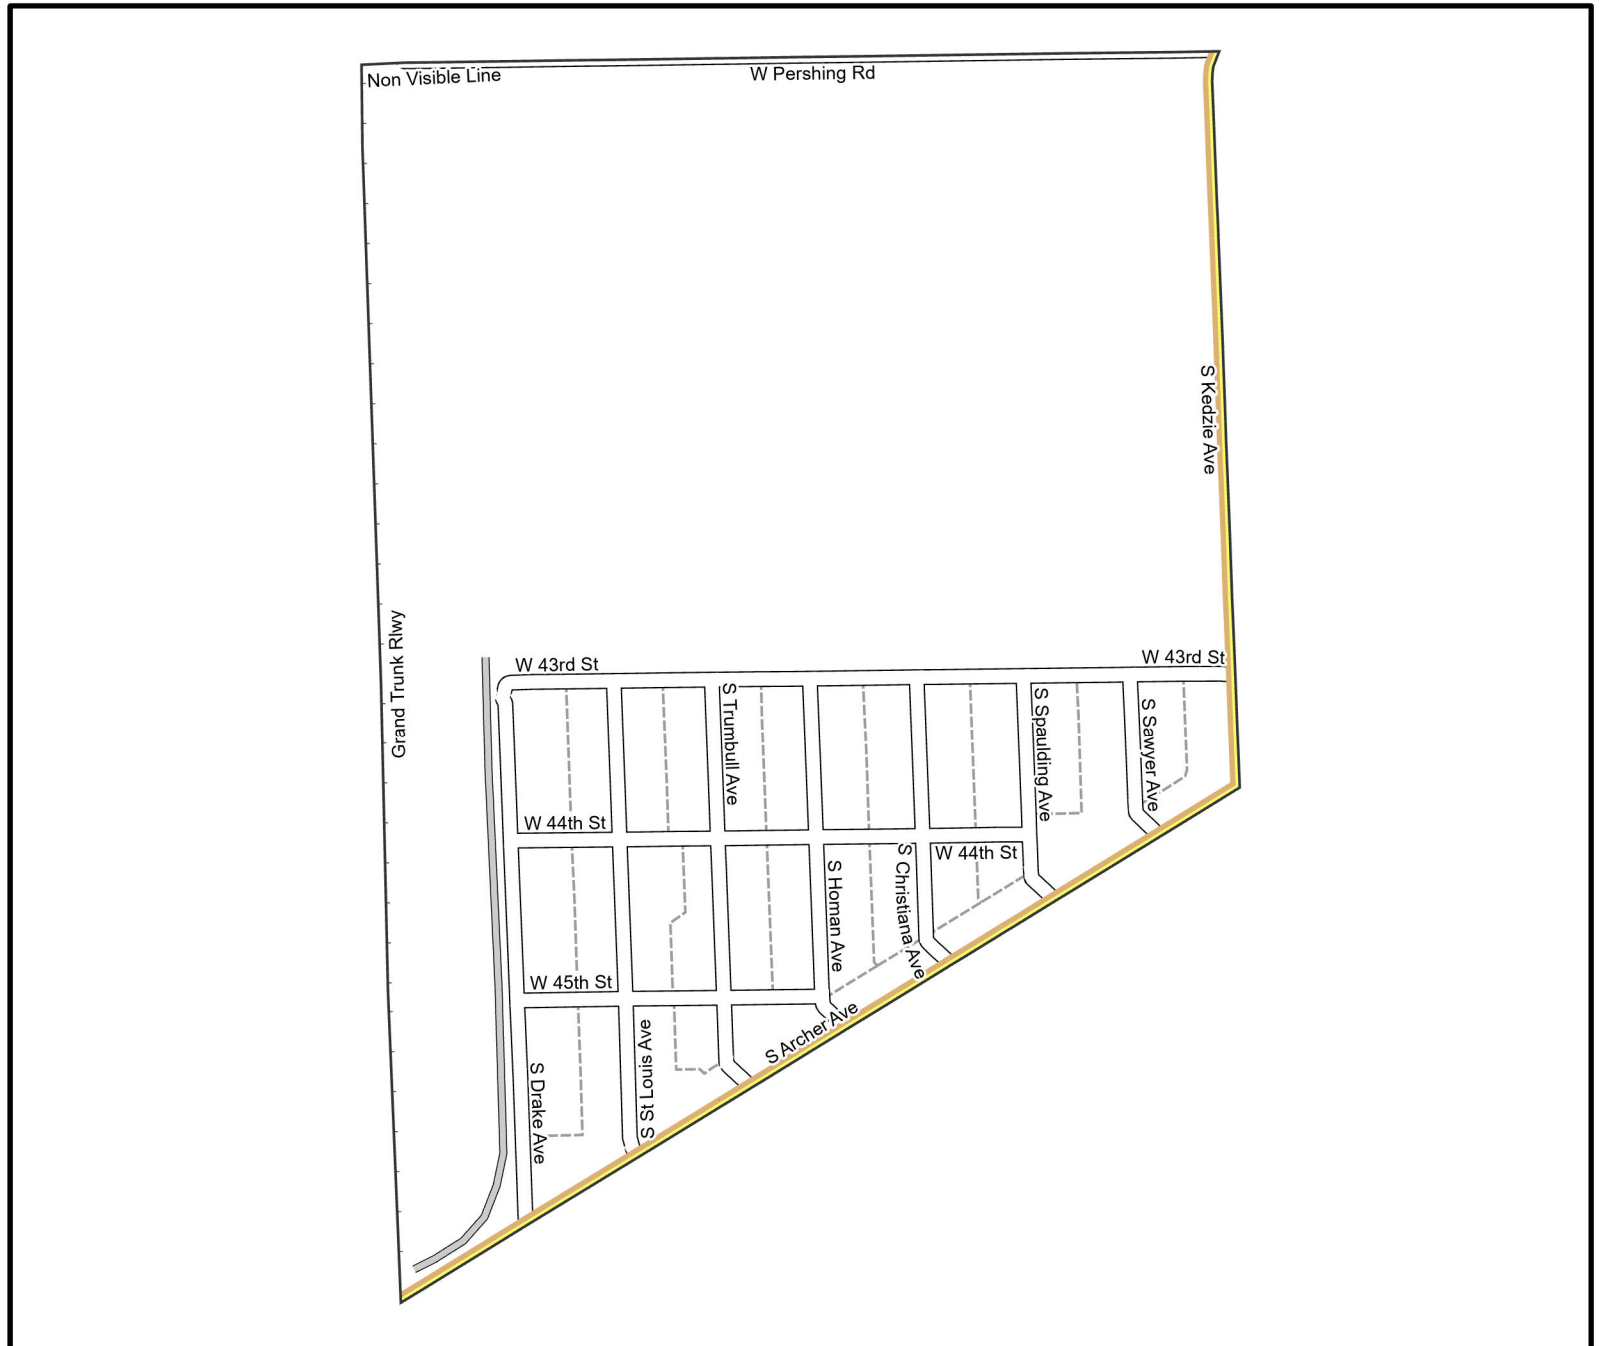 Non Visible Line
W Pershing Rd
S Kedzie Ave
Grand Trunk Rlwy
W 43rd St
W 43rd St
S Trumbull Ave
S Spaulding Ave
S Sawyer Ave
W 44th St
W 44th St
S Homan Ave
S Christiana Ave
W 45th St
S Archer Ave
S St Louis Ave
S Drake Ave